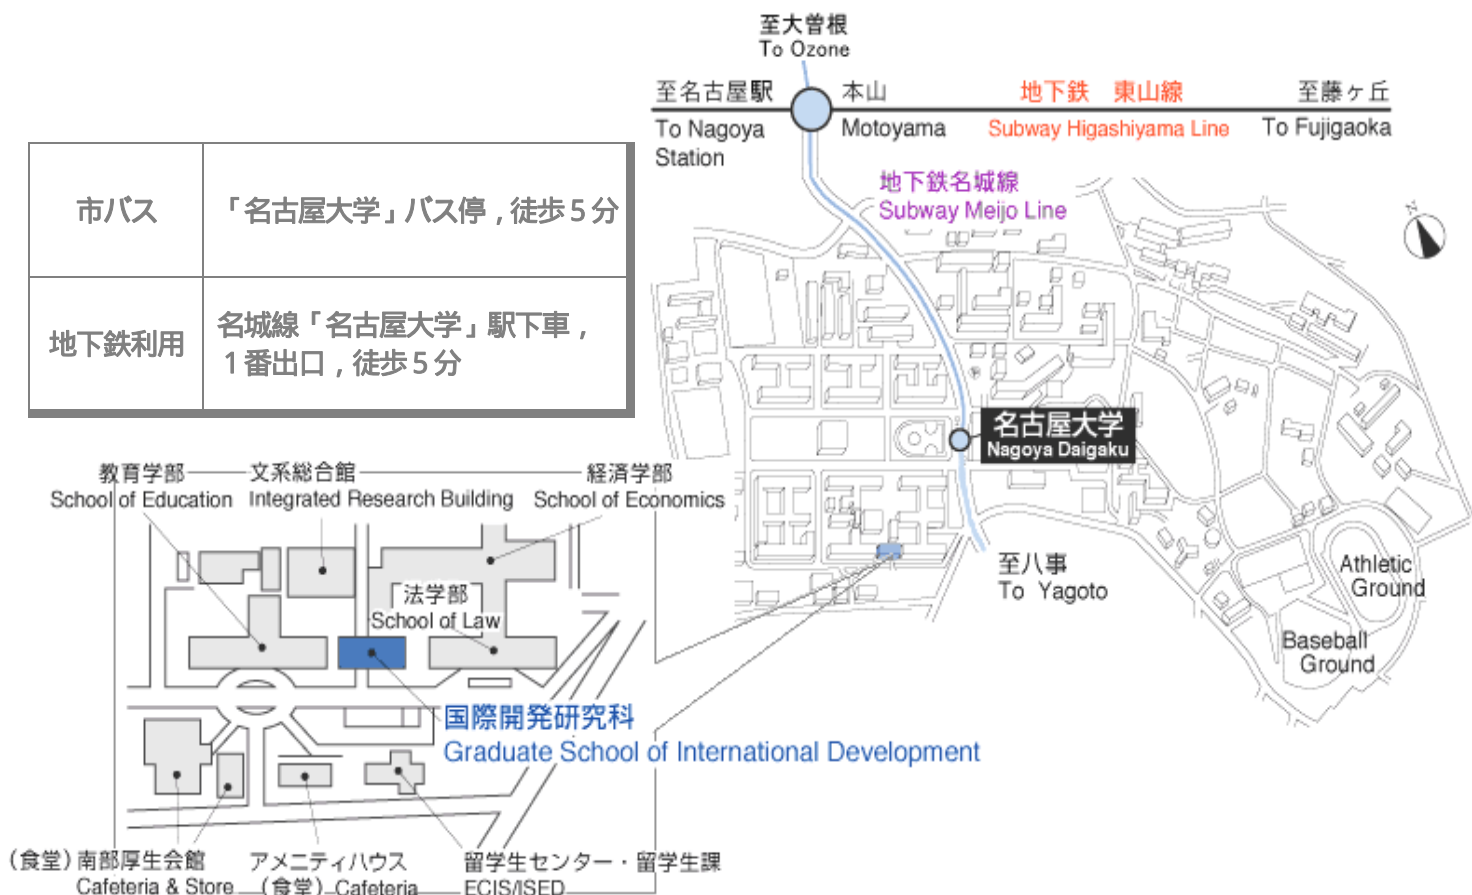 至大曽根
To Ozone
至名古屋駅
To Nagoya
Station
本山
Motoyama
地下鉄 東山線
Subway Higashiyama Line
至藤ヶ丘
To Fujigaoka
地下鉄名城線
Subway Meijo Line
市バス
「名古屋大学」バス停，徒歩５分
地下鉄利用
名城線「名古屋大学」駅下車，
１番出口，徒歩５分
N
名古屋大学
Nagoya Daigaku
至八事
To Yagoto
Athletic
Ground
Baseball
Ground
教育学部
School of Education
文系総合館
Integrated Research Building
経済学部
School of Economics
法学部
School of Law
国際開発研究科
Graduate School of International Development
（食堂）南部厚生会館
Cafeteria & Store
アメニティハウス
（食堂）Cafeteria
留学生センター・留学生課
ECIS/ISED